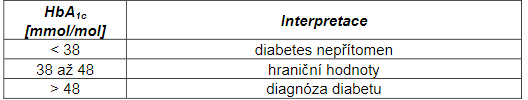 HbA1c Interpretace
[mmol/mol]
< 38 diabetes nepřítomen
38 až 48 hraniční hodnoty
> 48 diagnóza diabetu